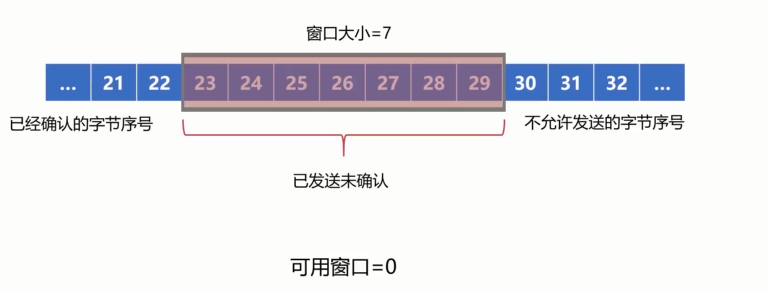 窗口大小=7
... 21 22 23 24 25 26 27 28 29 30 31 32 ...
已经确认的字节序号 不允许发送的字节序号
已发送未确认
可用窗口=0